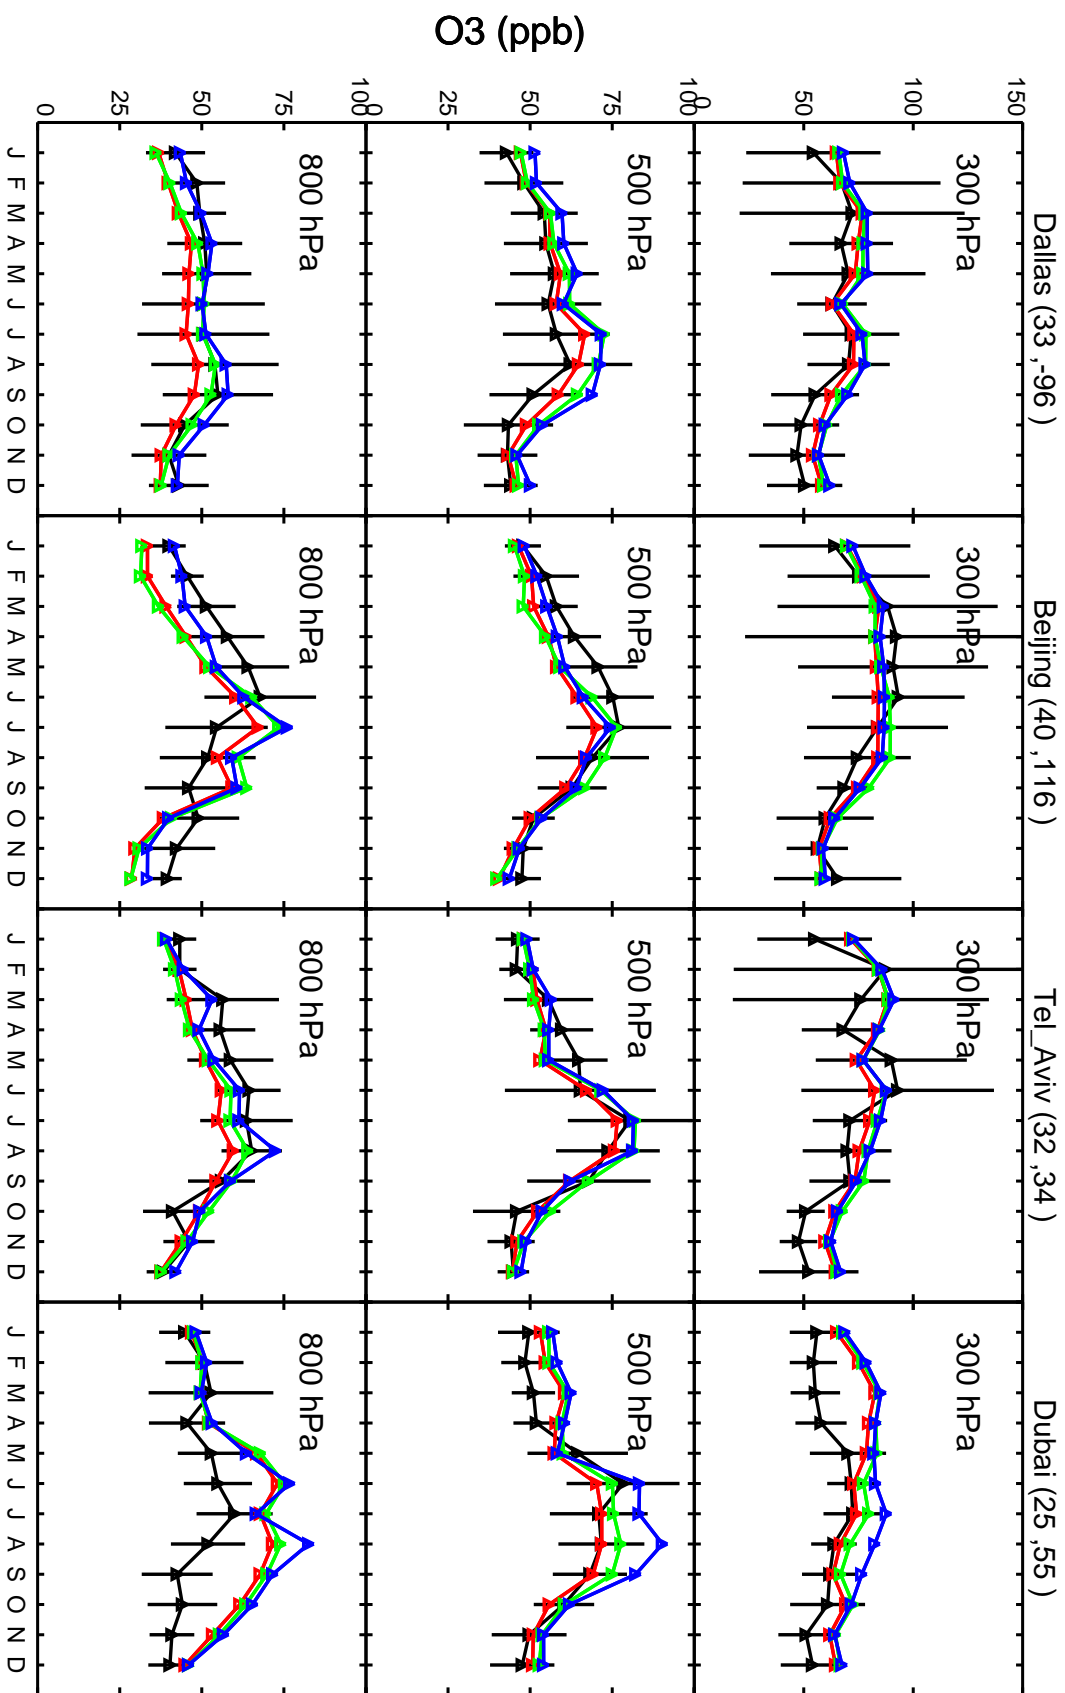 Dallas (33 ,-96 )
Beijing (40 ,116 )
Tel_Aviv (32 ,34 )
Dubai (25 ,55 )
150
100
50
0
300 hPa
300 hPa
300 hPa
300 hPa
100
75
50
25
0
500 hPa
500 hPa
500 hPa
500 hPa
100
75
50
25
0
800 hPa
800 hPa
800 hPa
800 hPa
O3 (ppb)
J F M A M J J A S O N D
J F M A M J J A S O N D
J F M A M J J A S O N D
J F M A M J J A S O N D